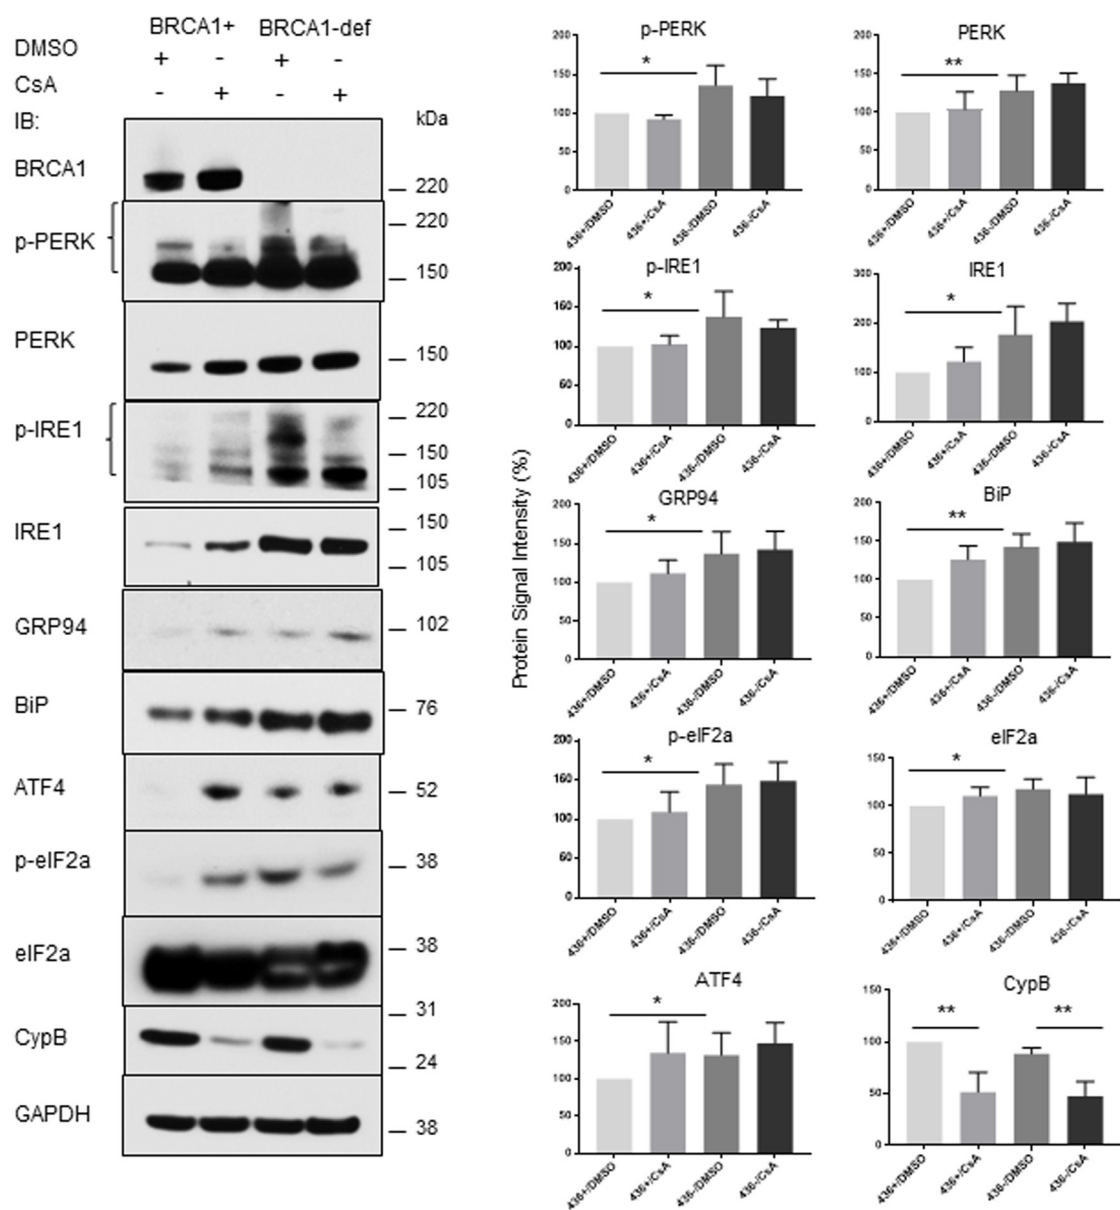 BRCA1+ BRCA1-def
DMSO + - + -
CsA - + - +
IB:
kDa
BRCA1
220
p-PERK
220
150
PERK
150
p-IRE1
220
150
105
IRE1
150
105
GRP94
102
BiP
76
ATF4
52
p-eIF2a
38
eIF2a
38
CypB
31
24
GAPDH
38
Protein Signal Intensity (%)
p-PERK
200
150
100
50
0
*
436+/DMSO
436+/CsA
436-/DMSO
436-/CsA
PERK
200
150
100
50
0
**
436+/DMSO
436+/CsA
436-/DMSO
436-/CsA
p-IRE1
200
150
100
50
0
*
436+/DMSO
436+/CsA
436-/DMSO
436-/CsA
IRE1
300
200
100
0
*
436+/DMSO
436+/CsA
436-/DMSO
436-/CsA
GRP94
200
150
100
50
0
*
436+/DMSO
436+/CsA
436-/DMSO
436-/CsA
BiP
200
150
100
50
0
**
436+/DMSO
436+/CsA
436-/DMSO
436-/CsA
p-eIF2a
200
150
100
50
0
*
436+/DMSO
436+/CsA
436-/DMSO
436-/CsA
eIF2a
150
100
50
0
*
436+/DMSO
436+/CsA
436-/DMSO
436-/CsA
ATF4
200
150
100
50
0
*
436+/DMSO
436+/CsA
436-/DMSO
436-/CsA
CypB
150
100
50
0
**
**
436+/DMSO
436+/CsA
436-/DMSO
436-/CsA